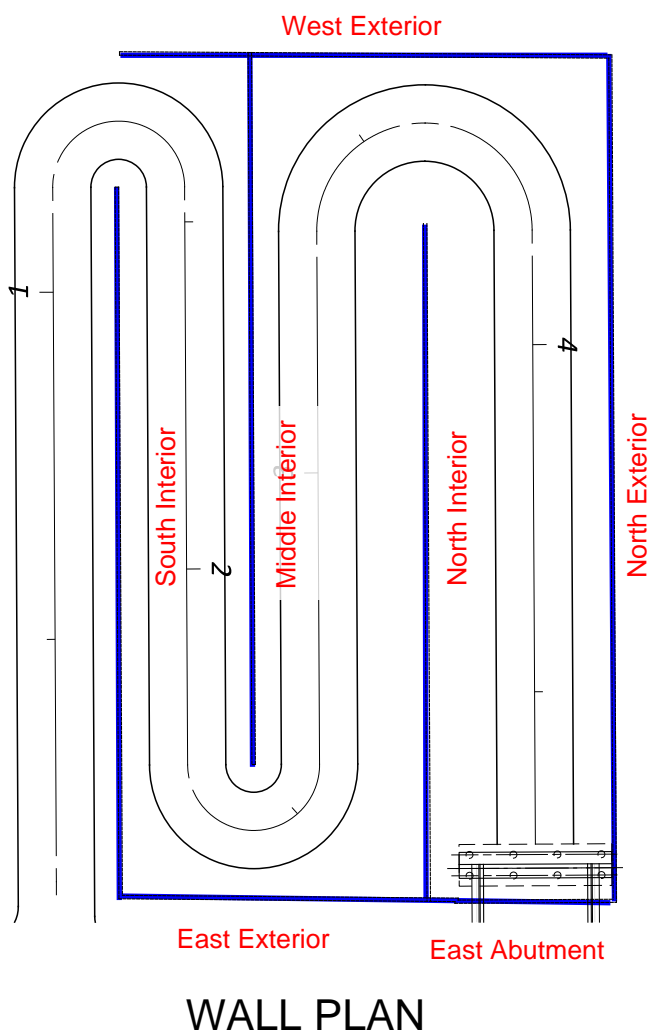 West Exterior
1
4
South Interior
Middle Interior
North Interior
North Exterior
2
3
East Exterior
East Abutment
WALL PLAN